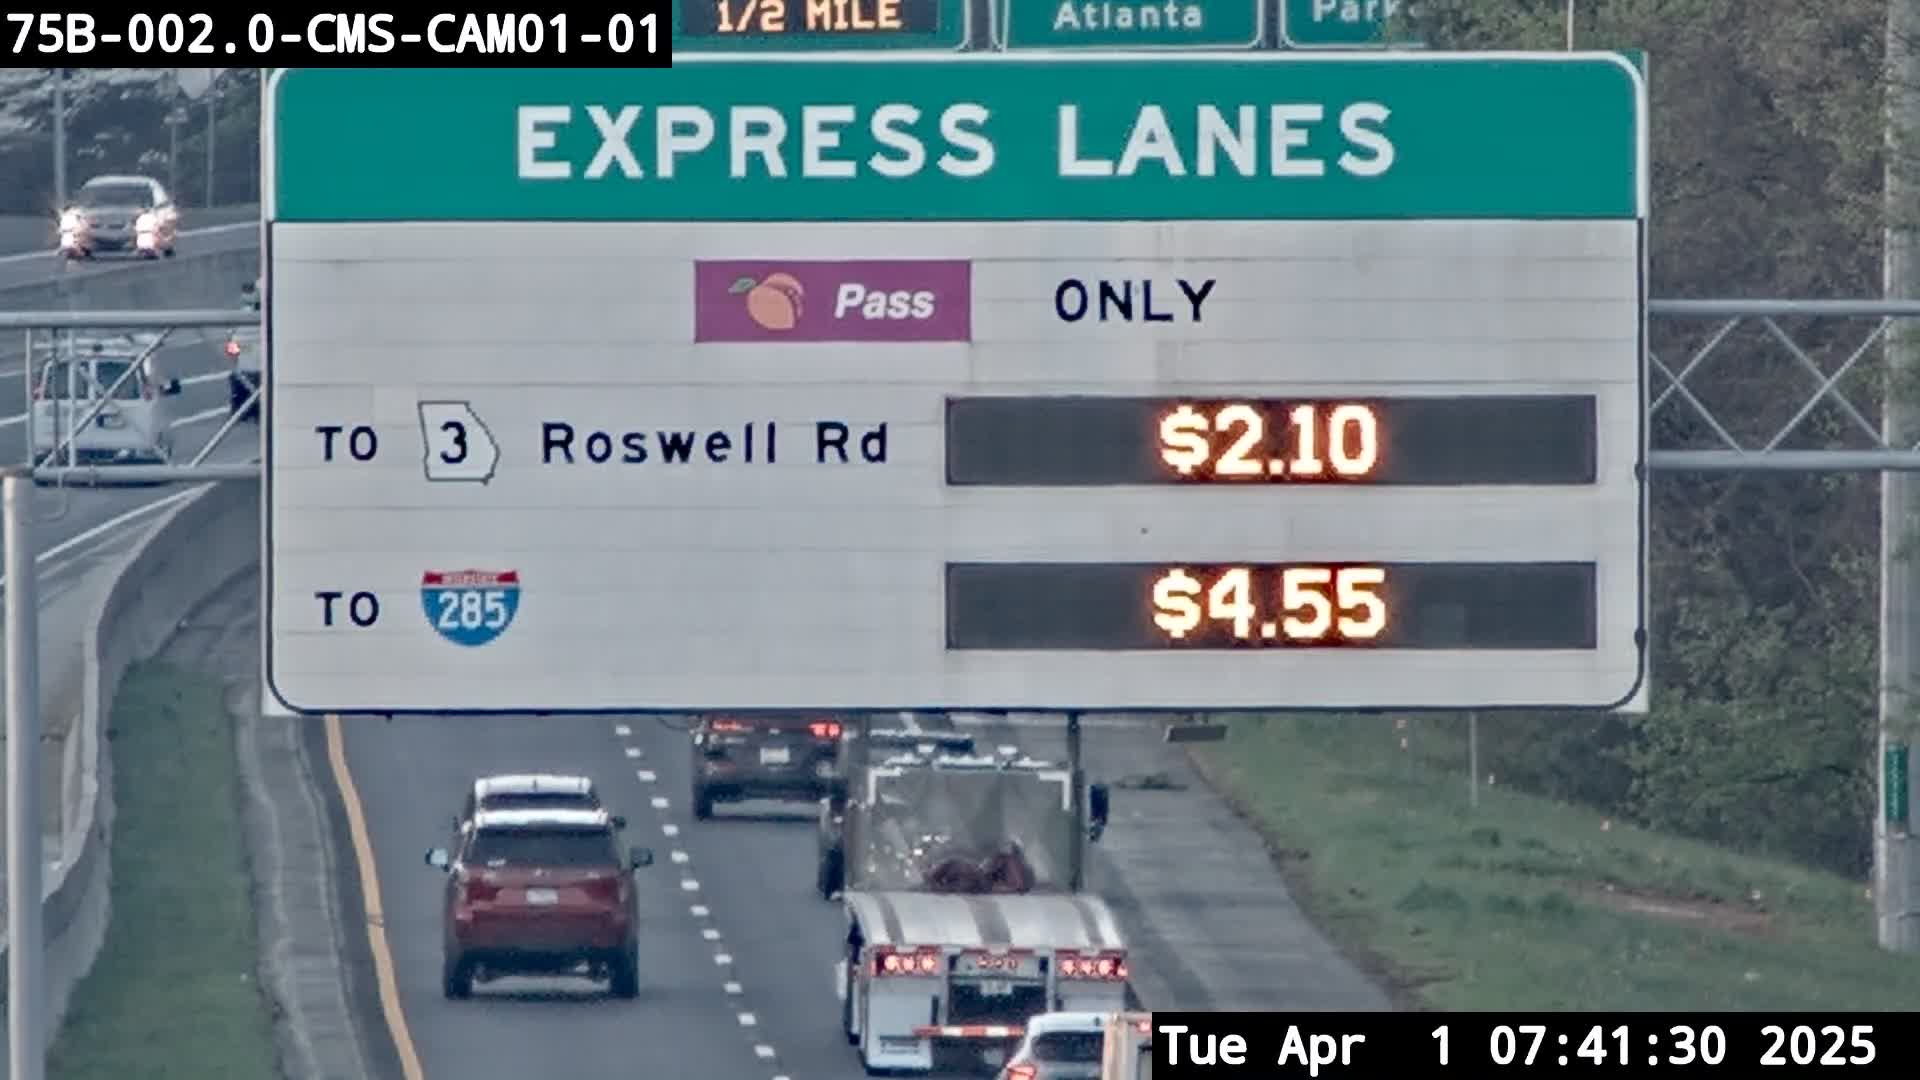 75B-002.0-CMS-CAM01-01
1/2 MILE
Atlanta
EXPRESS LANES
Pass ONLY
TO 3 Roswell Rd $2.10
TO 285 $4.55
Tue Apr 1 07:41:30 2025